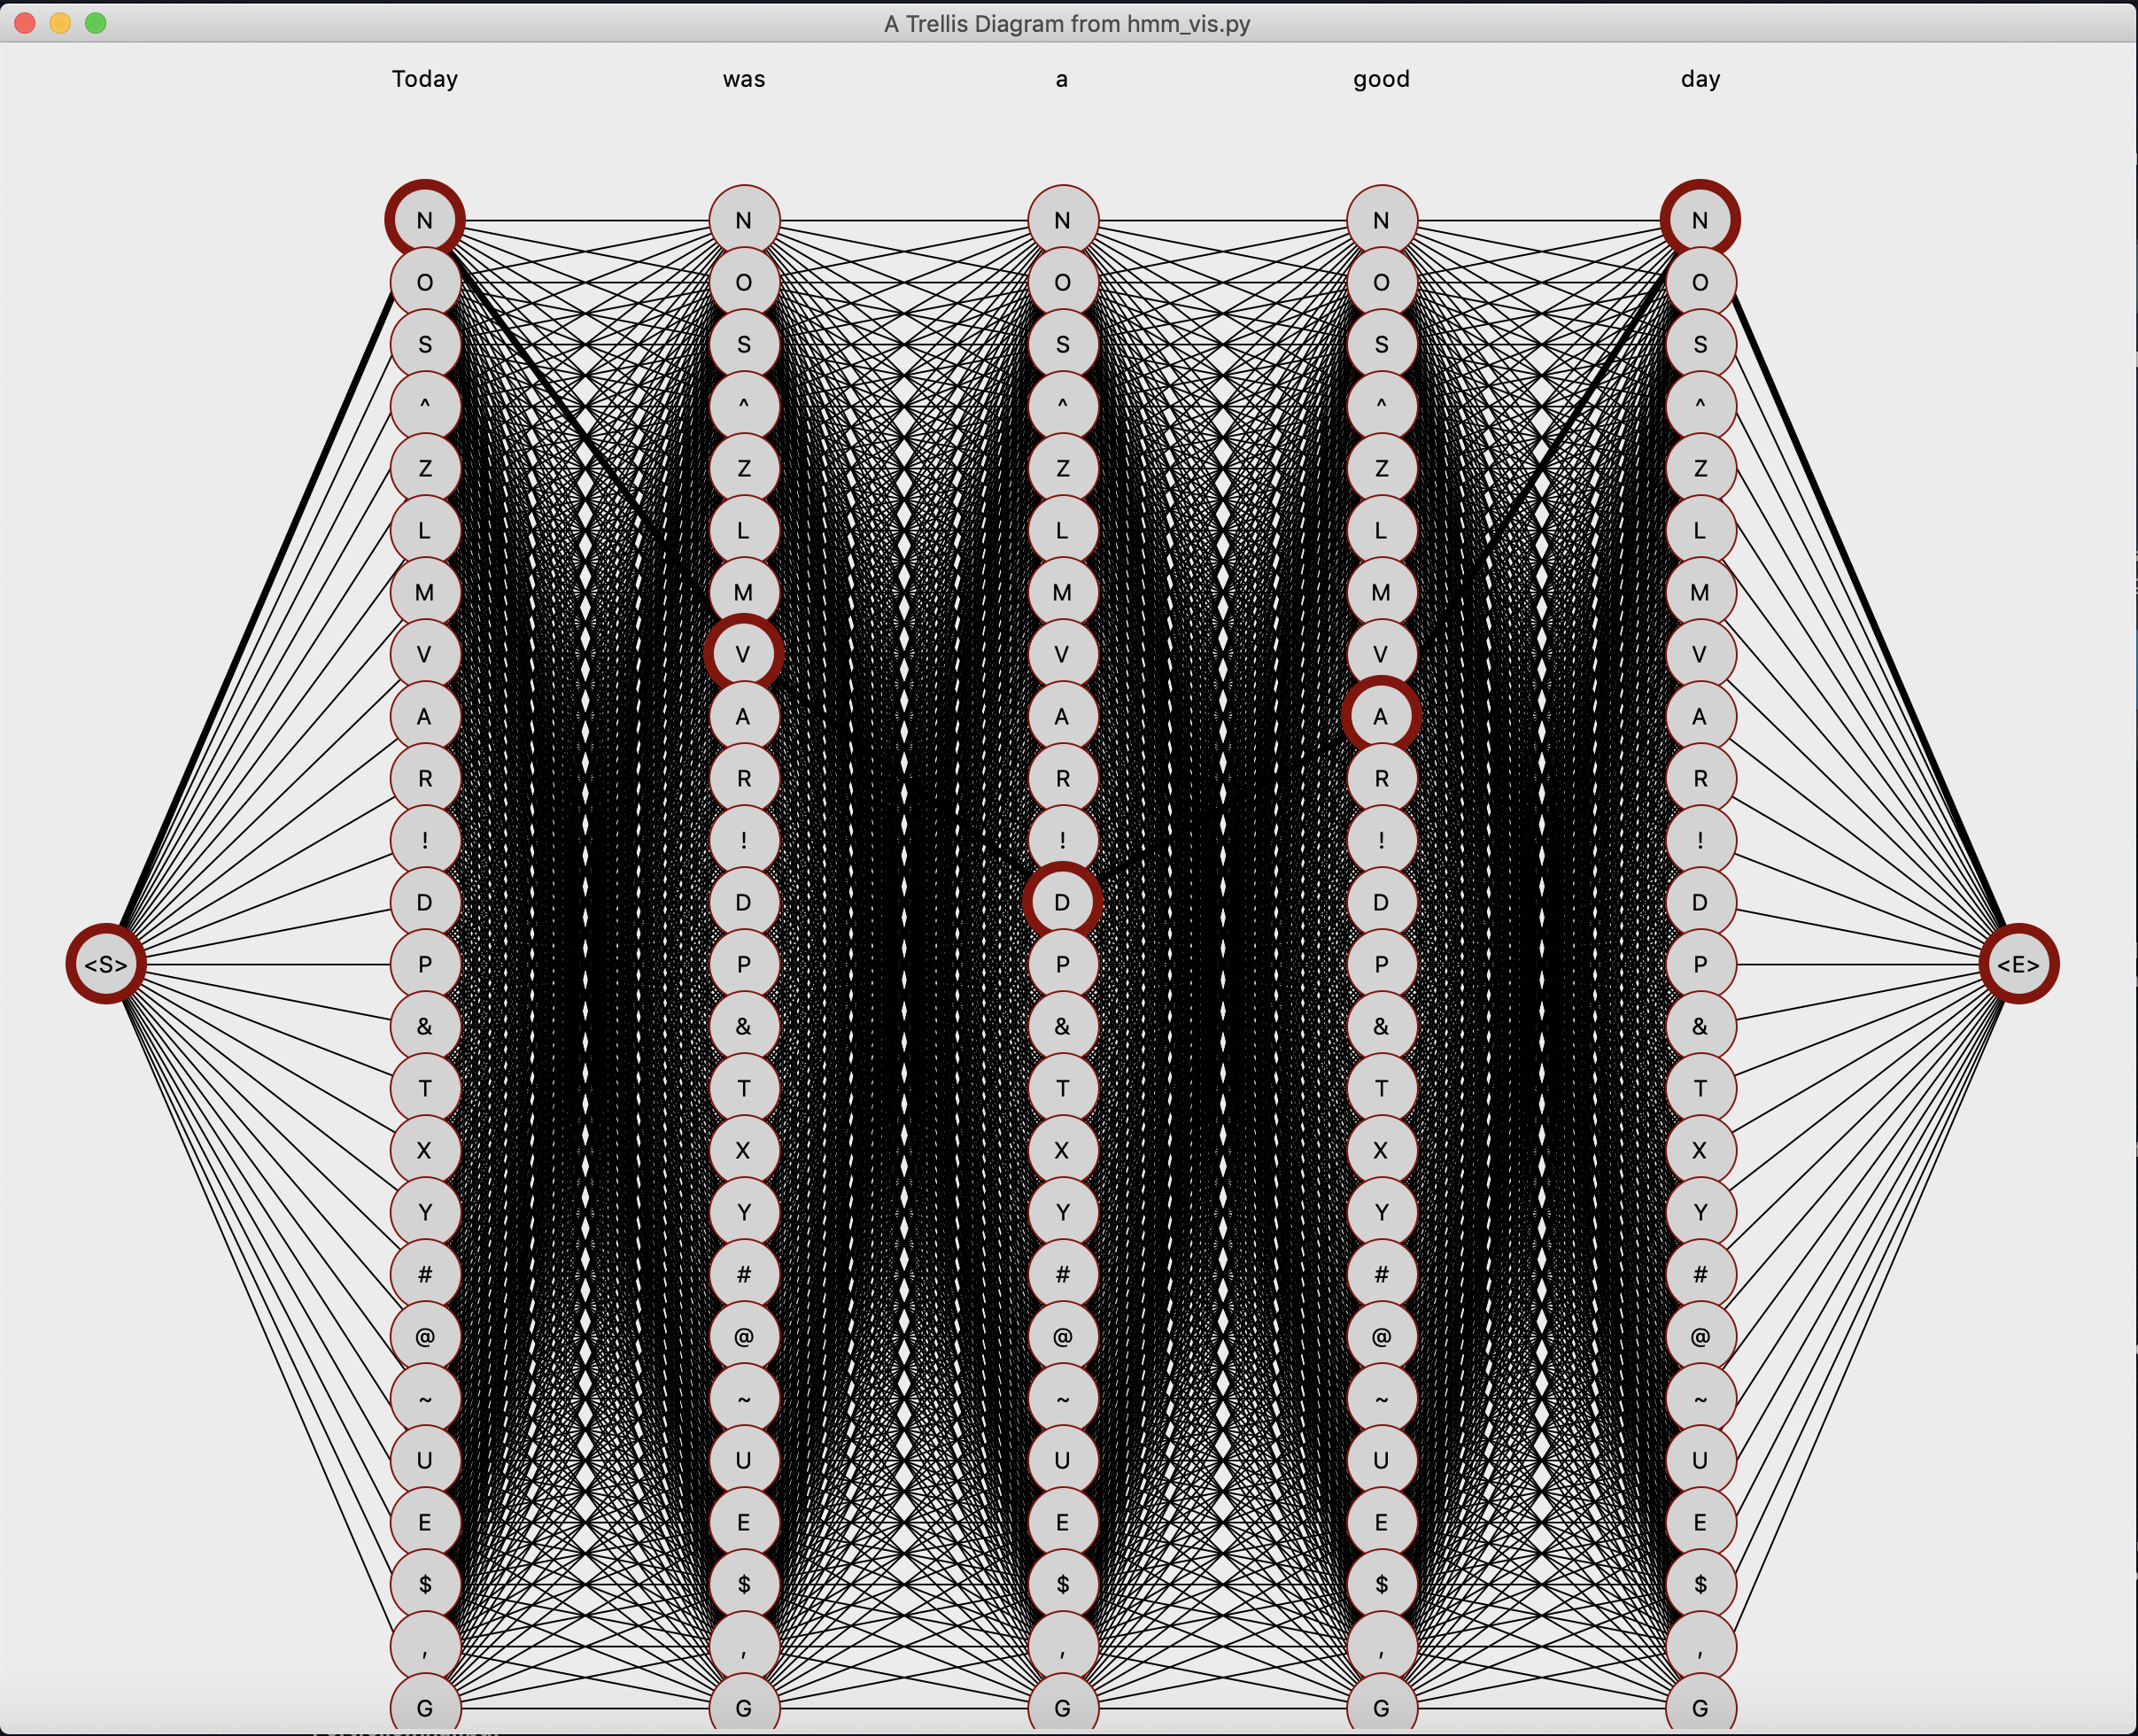 A Trellis Diagram from hmm_vis.py
Today was a good day
N N N N N
O O O O O
S S S S S
^ ^ ^ ^ ^
Z Z Z Z Z
L L L L L
M M M M M
V V V V V
A A A A A
R R R R R
! ! ! ! !
D D D D D
<S> P P P P P <E>
& & & & &
T T T T T
X X X X X
Y Y Y Y Y
# # # # #
@ @ @ @ @
~ ~ ~ ~ ~
U U U U U
E E E E E
$ $ $ $ $
, , , , ,
G G G G G